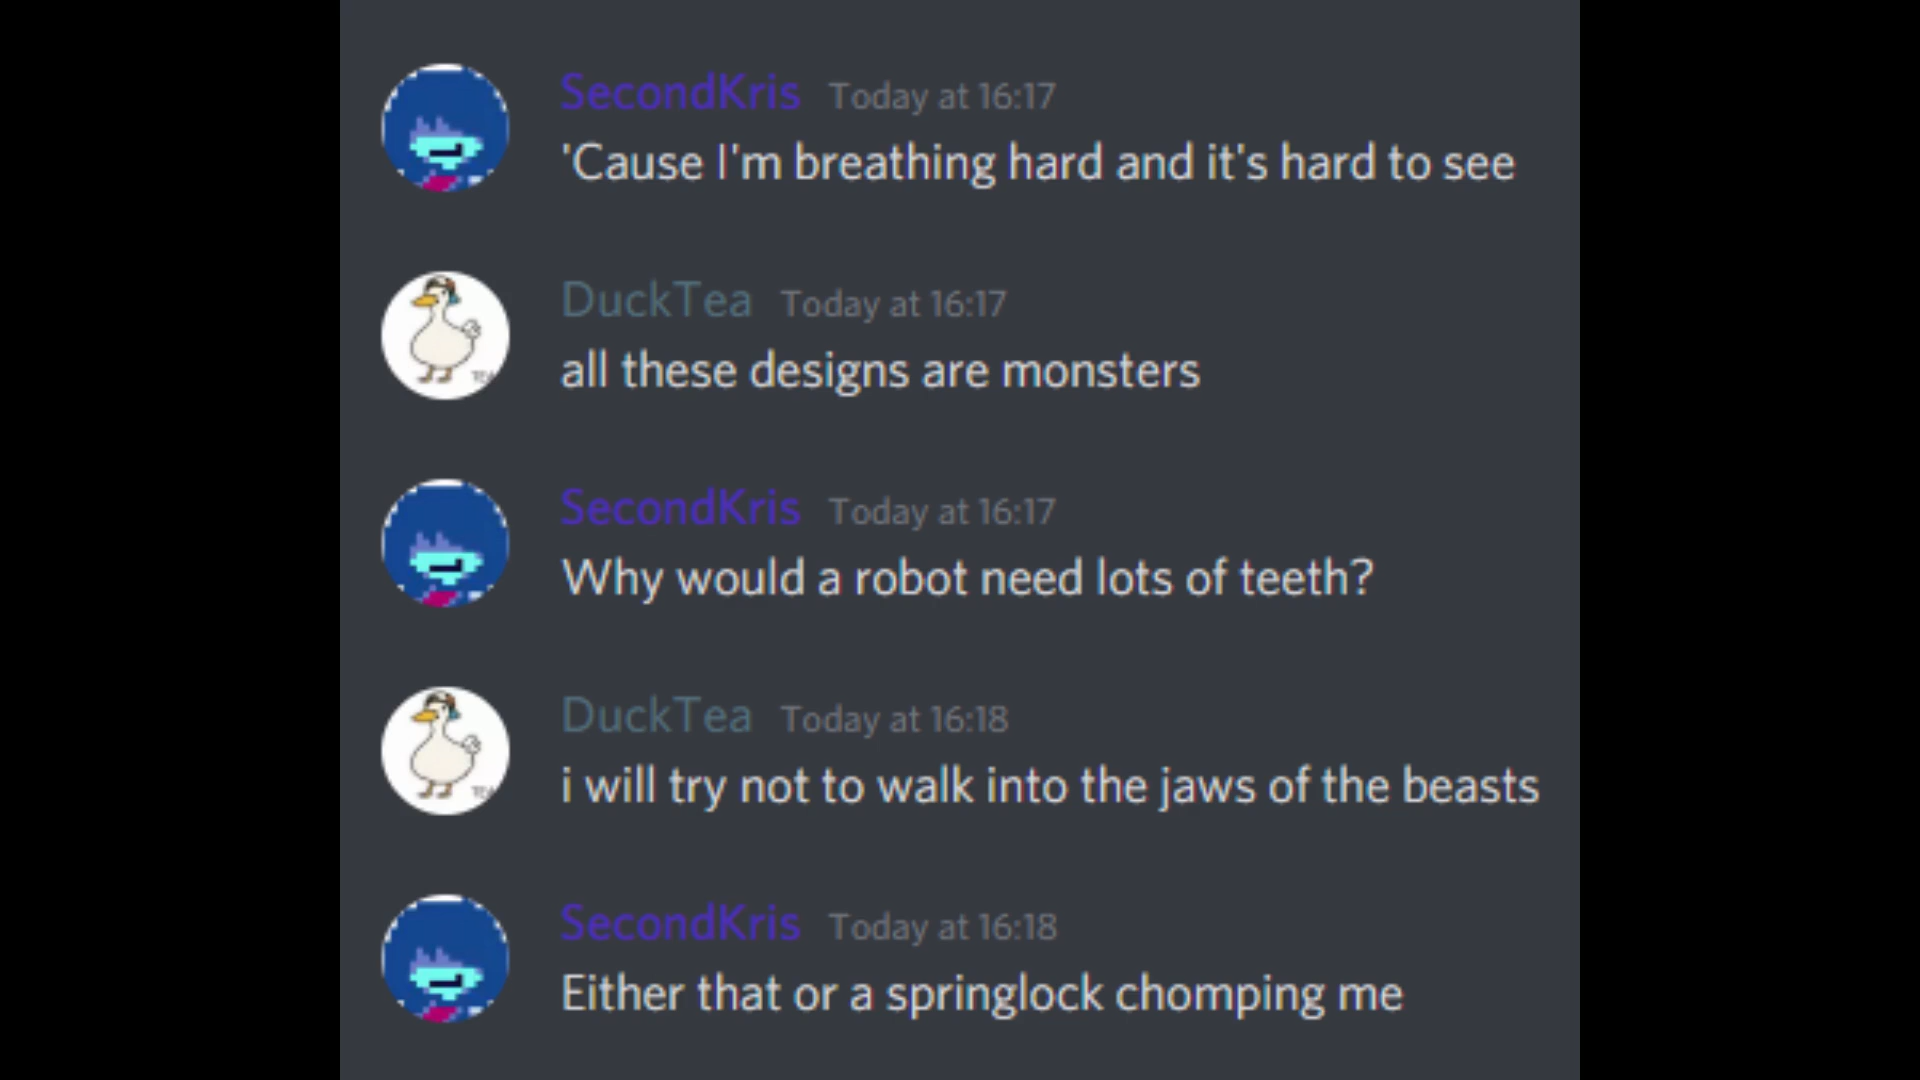 SecondKris Today at 16:17
'Cause I'm breathing hard and it's hard to see
DuckTea Today at 16:17
all these designs are monsters
SecondKris Today at 16:17
Why would a robot need lots of teeth?
DuckTea Today at 16:18
i will try not to walk into the jaws of the beasts
SecondKris Today at 16:18
Either that or a springlock chomping me